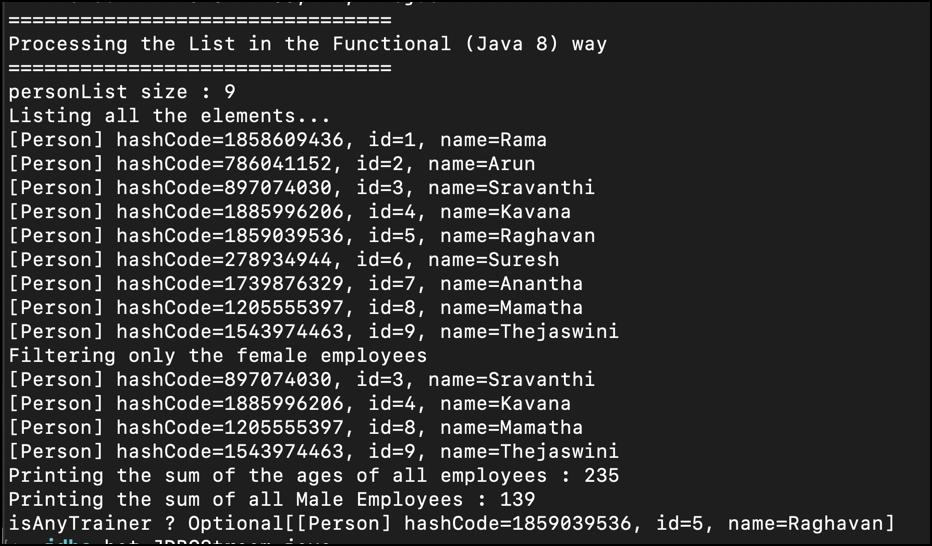 ================================
Processing the List in the Functional (Java 8) way
================================
personList size : 9
Listing all the elements...
[Person] hashCode=1858609436, id=1, name=Rama
[Person] hashCode=786041152, id=2, name=Arun
[Person] hashCode=897074030, id=3, name=Sravanthi
[Person] hashCode=1885996206, id=4, name=Kavana
[Person] hashCode=1859039536, id=5, name=Raghavan
[Person] hashCode=278934944, id=6, name=Suresh
[Person] hashCode=1739876329, id=7, name=Anantha
[Person] hashCode=1205555397, id=8, name=Mamatha
[Person] hashCode=1543974463, id=9, name=Thejaswini
Filtering only the female employees
[Person] hashCode=897074030, id=3, name=Sravanthi
[Person] hashCode=1885996206, id=4, name=Kavana
[Person] hashCode=1205555397, id=8, name=Mamatha
[Person] hashCode=1543974463, id=9, name=Thejaswini
Printing the sum of the ages of all employees : 235
Printing the sum of all Male Employees : 139
isAnyTrainer ? Optional[[Person] hashCode=1859039536, id=5, name=Raghavan]